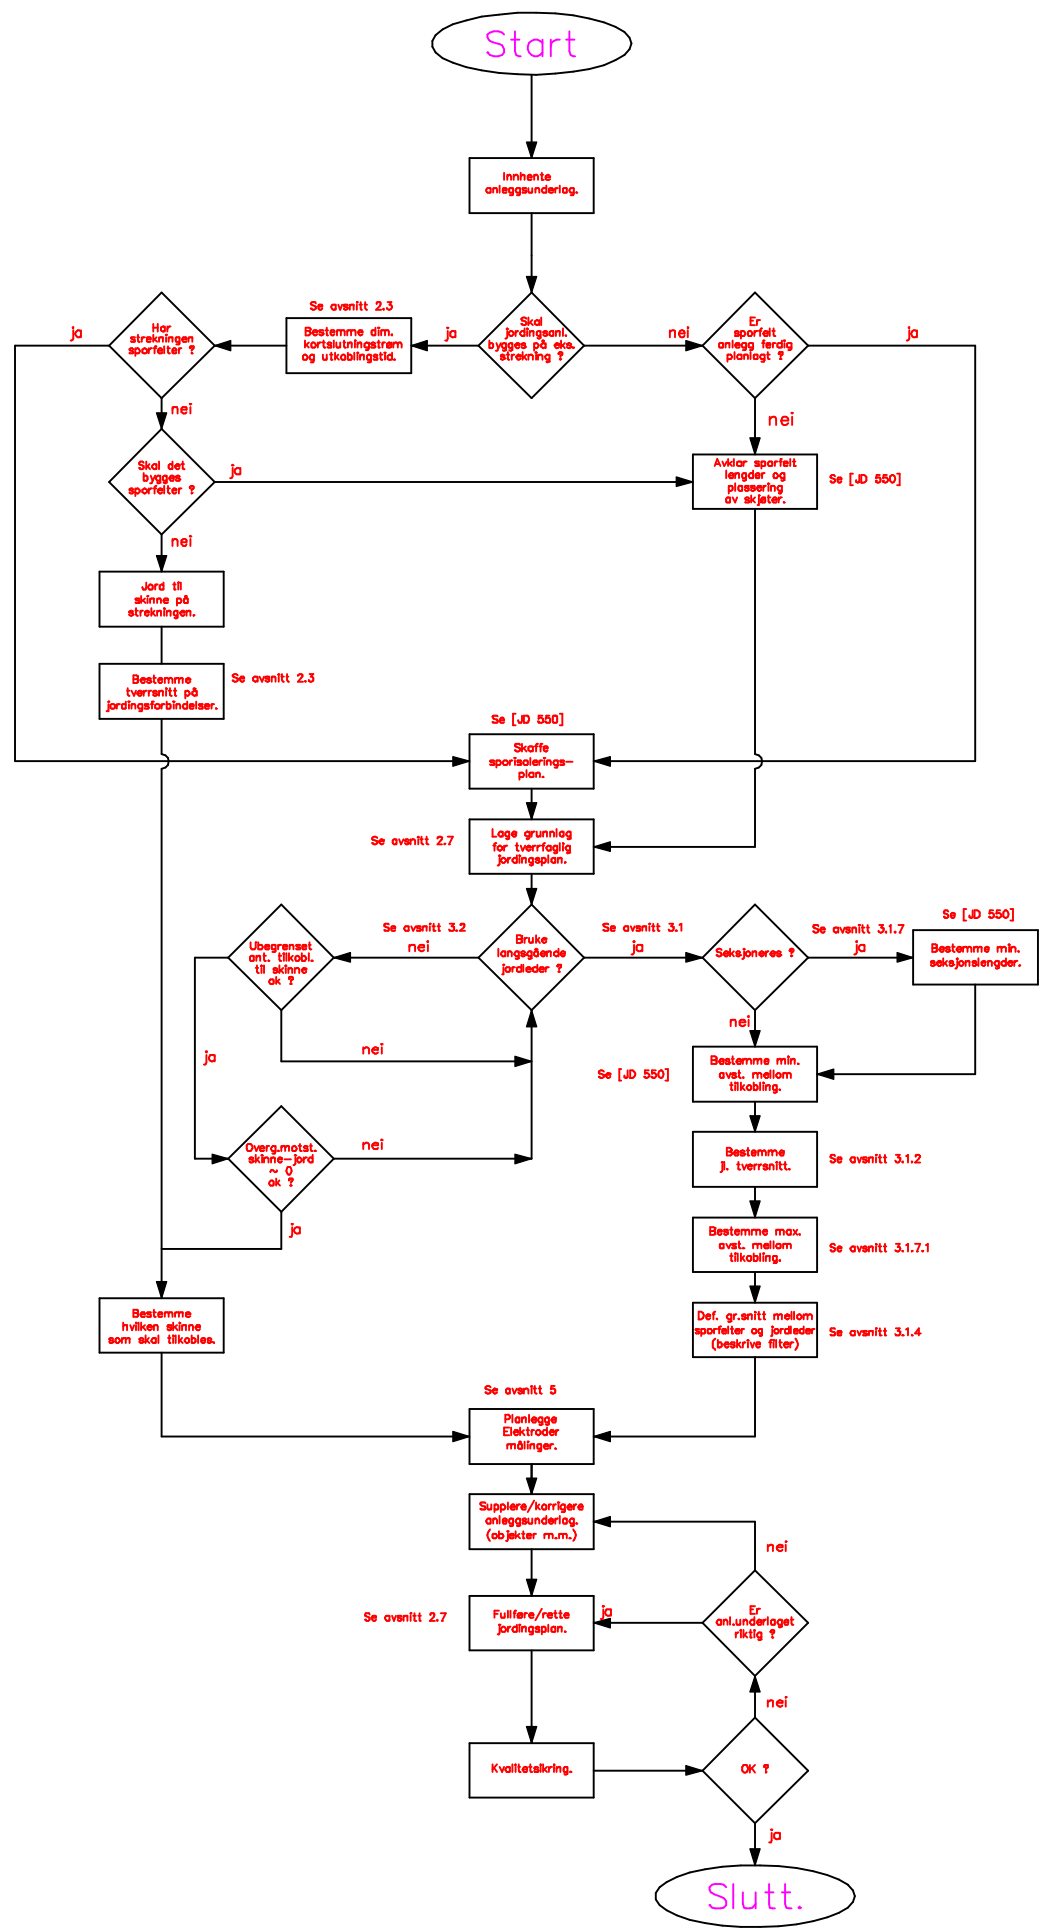 Start
Innhente
anleggsunderlag.
Se avsnitt 2.3
ja
Har
strekningen
sporfelter ?
Bestemme dim.
kortslutningstrøm
og utkoblingstid.
ja
Skal
jordingsanl.
bygges på eks.
strekning ?
nei
Er
sporfelt
anlegg ferdig
planlagt ?
ja
nei
nei
Skal det
bygges
sporfelter ?
ja
Avklar sporfelt
lengder og
plassering
av skjøter.
Se [JD 550]
nei
Jord til
skinne på
strekningen.
Bestemme
tverrsnitt på
jordingsforbindelser.
Se avsnitt 2.3
Se [JD 550]
Skaffe
sporisolerings-
plan.
Se avsnitt 2.7
Lage grunnlag
for tverrfaglig
jordingsplan.
Ubegrenset
ant. tilkobl.
til skinne
ok ?
Se avsnitt 3.2
nei
Bruke
langsgående
jordleder ?
Se avsnitt 3.1
ja
Seksjoneres ?
Se avsnitt 3.1.7
ja
Se [JD 550]
Bestemme min.
seksjonslengder.
nei
ja
nei
Se [JD 550]
Bestemme min.
avst. mellom
tilkobling.
Overg.motst.
skinne-jord
~ 0
ok ?
nei
Bestemme
jl. tverrsnitt.
Se avsnitt 3.1.2
ja
Bestemme max.
avst. mellom
tilkobling.
Se avsnitt 3.1.7.1
Bestemme
hvilken skinne
som skal tilkobles.
Def. gr.snitt mellom
sporfelter og jordleder
(beskrive filter)
Se avsnitt 3.1.4
Se avsnitt 5
Planlegge
Elektroder
målinger.
Supplere/korrigere
anleggsunderlag.
(objekter m.m.)
nei
Se avsnitt 2.7
Fullføre/rette
jordingsplan.
ja
Er
anl.underlaget
riktig ?
nei
Kvalitetsikring.
OK ?
ja
Slutt.